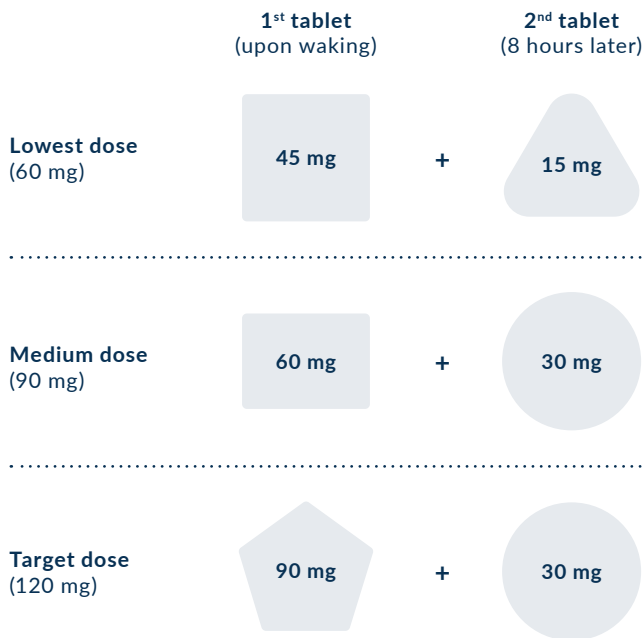 1st tablet
(upon waking)
2nd tablet
(8 hours later)
Lowest dose
(60 mg)
45 mg
+
15 mg
Medium dose
(90 mg)
60 mg
+
30 mg
Target dose
(120 mg)
90 mg
+
30 mg